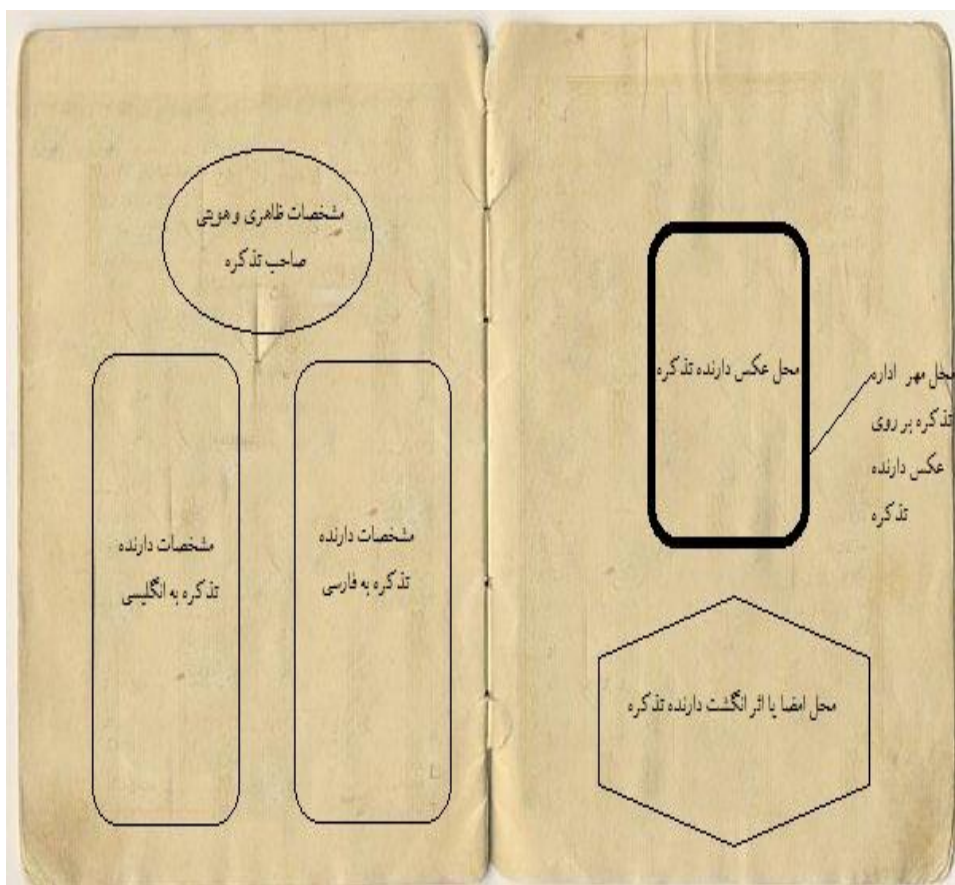 محل عکس دارنده تذکره
محل مهر اداره
تذکره بر روی
عکس دارنده
تذکره
محل امضا یا اثر انگشت دارنده تذکره
مشخصات ظاهری و هویتی
صاحب تذکره
مشخصات دارنده
تذکره به فارسی
مشخصات دارنده
تذکره به انگلیسی